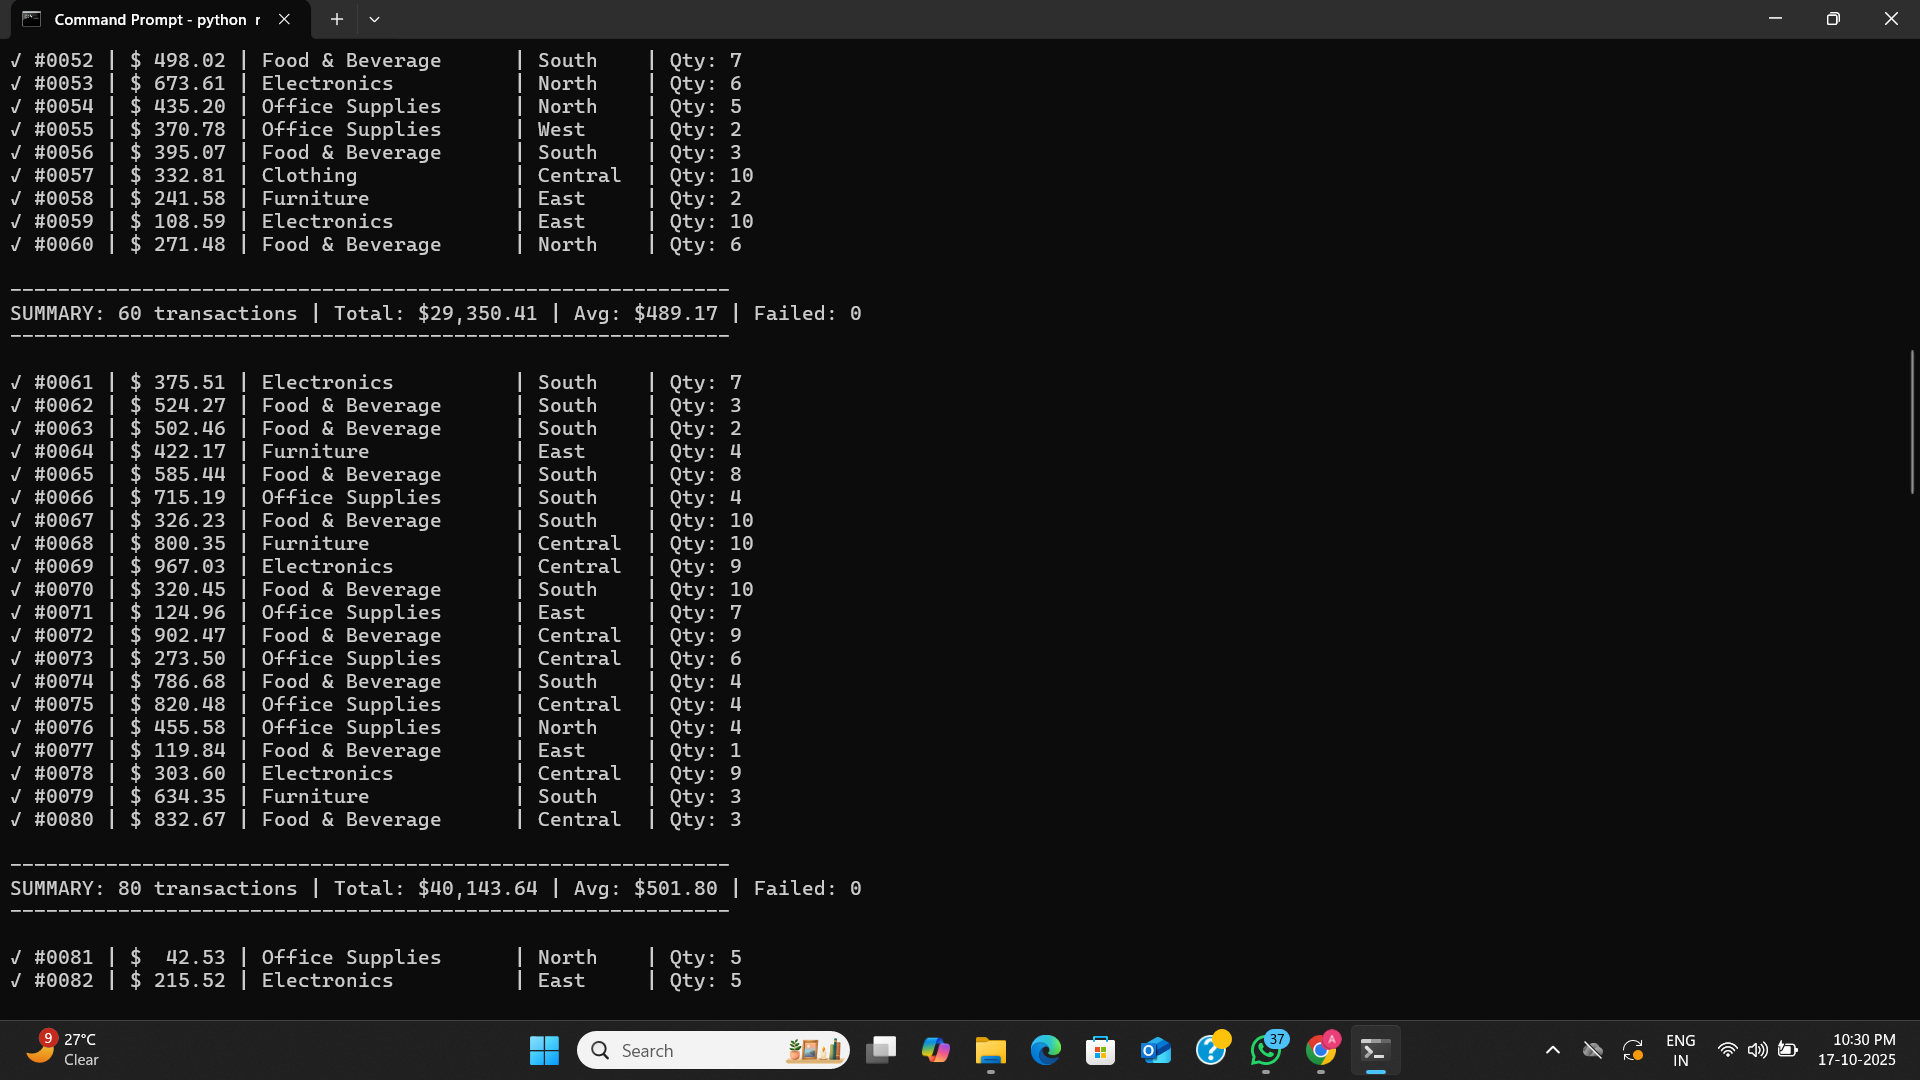 Command Prompt - python r
✓ #0052 | $ 498.02 | Food & Beverage | South | Qty: 7
✓ #0053 | $ 673.61 | Electronics | North | Qty: 6
✓ #0054 | $ 435.20 | Office Supplies | North | Qty: 5
✓ #0055 | $ 370.78 | Office Supplies | West | Qty: 2
✓ #0056 | $ 395.07 | Food & Beverage | South | Qty: 3
✓ #0057 | $ 332.81 | Clothing | Central | Qty: 10
✓ #0058 | $ 241.58 | Furniture | East | Qty: 2
✓ #0059 | $ 108.59 | Electronics | East | Qty: 10
✓ #0060 | $ 271.48 | Food & Beverage | North | Qty: 6
------------------------------------------------------------
SUMMARY: 60 transactions | Total: $29,350.41 | Avg: $489.17 | Failed: 0
------------------------------------------------------------
✓ #0061 | $ 375.51 | Electronics | South | Qty: 7
✓ #0062 | $ 524.27 | Food & Beverage | South | Qty: 3
✓ #0063 | $ 502.46 | Food & Beverage | South | Qty: 2
✓ #0064 | $ 422.17 | Furniture | East | Qty: 4
✓ #0065 | $ 585.44 | Food & Beverage | South | Qty: 8
✓ #0066 | $ 715.19 | Office Supplies | South | Qty: 4
✓ #0067 | $ 326.23 | Food & Beverage | South | Qty: 10
✓ #0068 | $ 800.35 | Furniture | Central | Qty: 10
✓ #0069 | $ 967.03 | Electronics | Central | Qty: 9
✓ #0070 | $ 320.45 | Food & Beverage | South | Qty: 10
✓ #0071 | $ 124.96 | Office Supplies | East | Qty: 7
✓ #0072 | $ 902.47 | Food & Beverage | Central | Qty: 9
✓ #0073 | $ 273.50 | Office Supplies | Central | Qty: 6
✓ #0074 | $ 786.68 | Food & Beverage | South | Qty: 4
✓ #0075 | $ 820.48 | Office Supplies | Central | Qty: 4
✓ #0076 | $ 455.58 | Office Supplies | North | Qty: 4
✓ #0077 | $ 119.84 | Food & Beverage | East | Qty: 1
✓ #0078 | $ 303.60 | Electronics | Central | Qty: 9
✓ #0079 | $ 634.35 | Furniture | South | Qty: 3
✓ #0080 | $ 832.67 | Food & Beverage | Central | Qty: 3
------------------------------------------------------------
SUMMARY: 80 transactions | Total: $40,143.64 | Avg: $501.80 | Failed: 0
------------------------------------------------------------
✓ #0081 | $ 42.53 | Office Supplies | North | Qty: 5
✓ #0082 | $ 215.52 | Electronics | East | Qty: 5
9 27°C
Clear
Search
37
A
ENG
IN
10:30 PM
17-10-2025